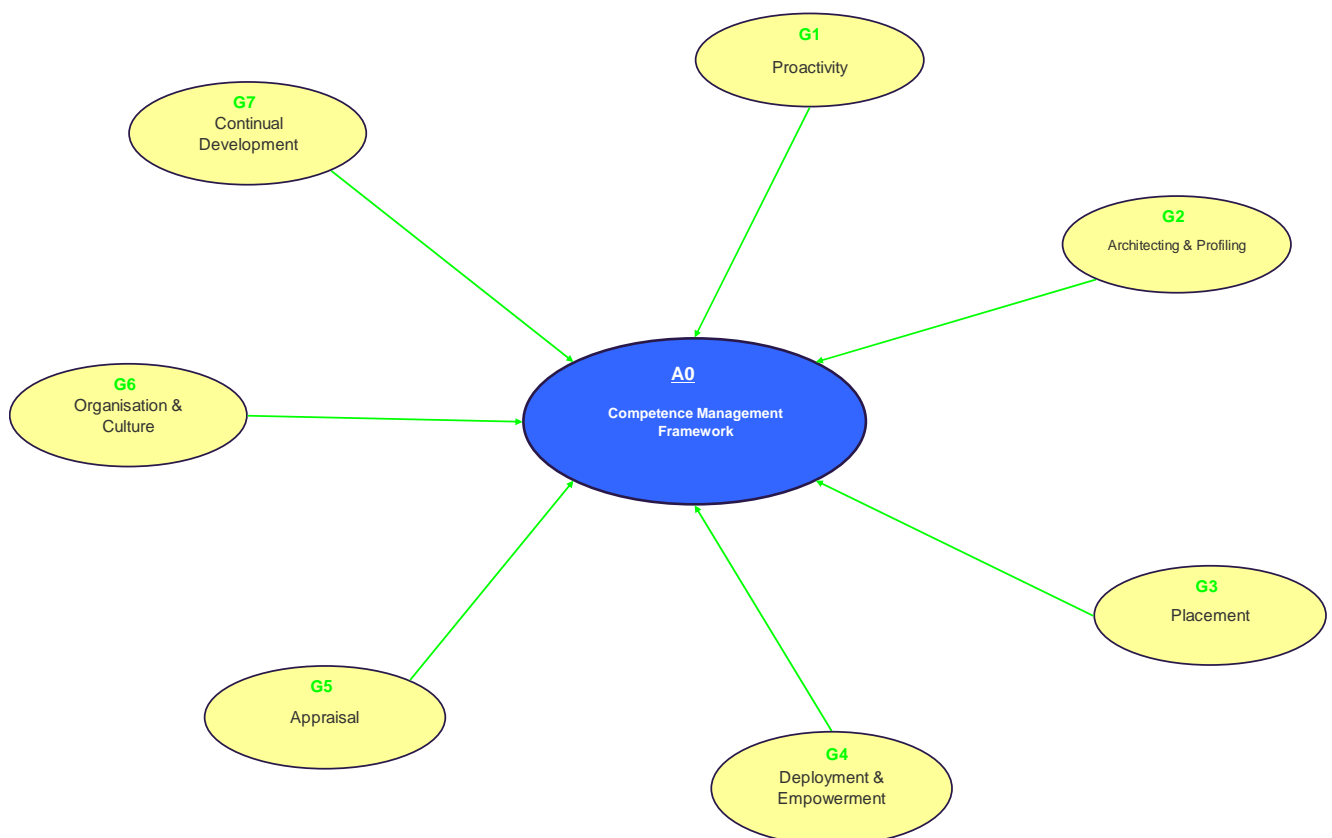 G1
Proactivity
G7
Continual
Development
G2
Architecting & Profiling
A0
Competence Management
Framework
G6
Organisation &
Culture
G3
Placement
G5
Appraisal
G4
Deployment &
Empowerment